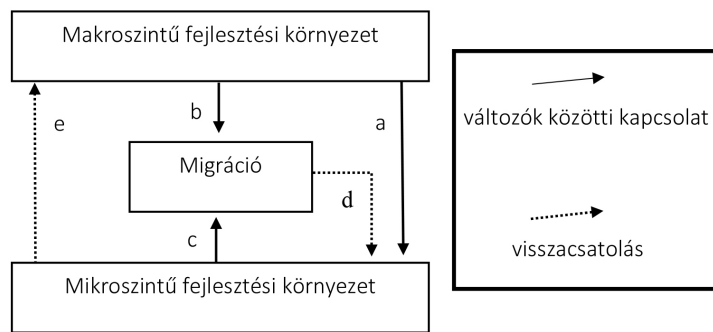 Makroszintű fejlesztési környezet
e
b
a
Migráció
d
c
Mikroszintű fejlesztési környezet
változók közötti kapcsolat
visszacsatolás